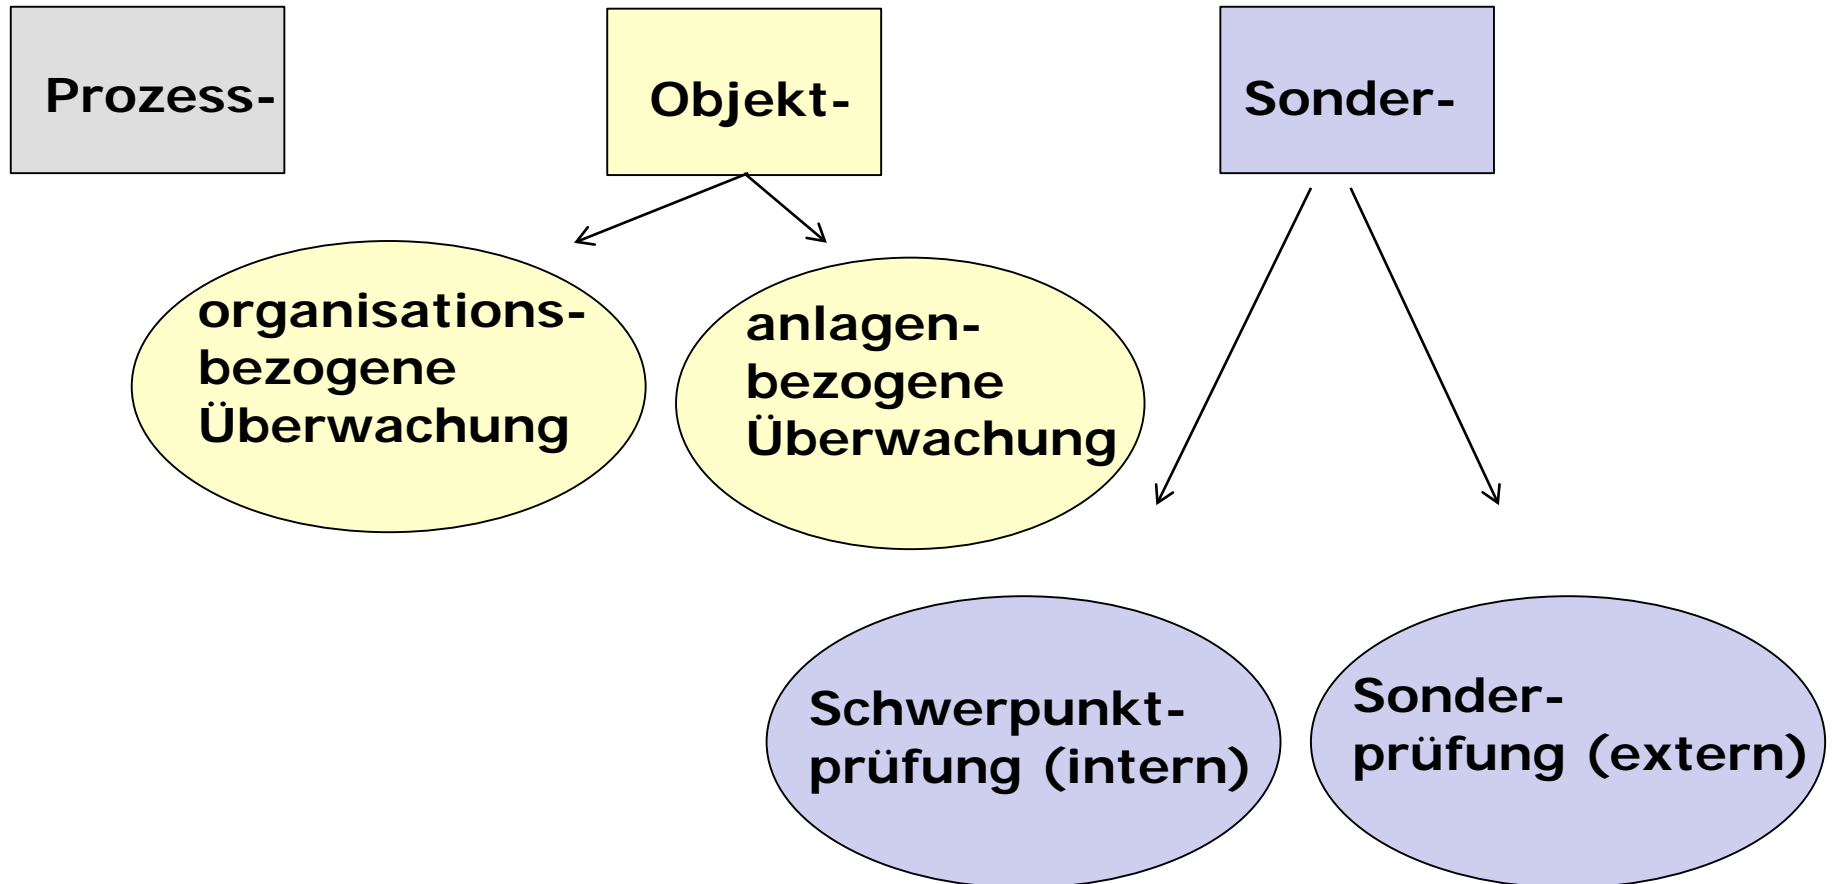 Prozess-
Objekt-
Sonder-
organisations-
bezogene
Überwachung
anlagen-
bezogene
Überwachung
Schwerpunkt-
prüfung (intern)
Sonder-
prüfung (extern)